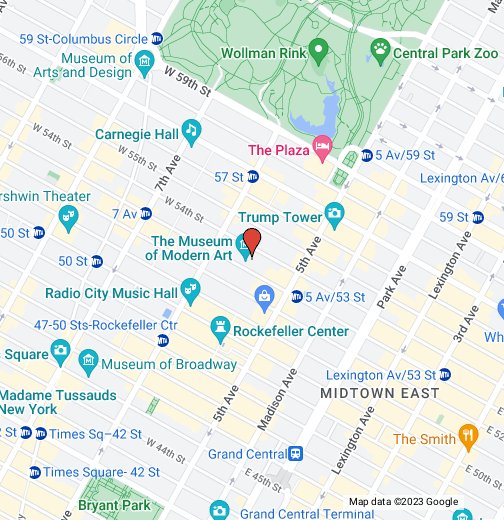 59 St-Columbus Circle
Museum of
Arts and Design
Wollman Rink
Central Park Zoo
W 59th St
W 54th St
Carnegie Hall
W 55th St
The Plaza
5 Av/59 St
7th Ave
57 St
Lexington Av/6
Gershwin Theater
7 Av
W 54th St
Trump Tower
59 St
50 St
The Museum
of Modern Art
50 St
5th Ave
Park Ave
Lexington Ave
Radio City Music Hall
5 Av/53 St
3rd Ave
47-50 Sts-Rockefeller Ctr
Rockefeller Center
Wh
s Square
Museum of Broadway
Madame Tussauds
New York
5th Ave
Madison Ave
Lexington Av/53 St
MIDTOWN EAST
2 St
Times Sq–42 St
W 44th St
Grand Central
Lexington Ave
The Smith
E 52
Times Square- 42 St
E 45th St
E 50th St
Bryant Park
Grand Central Terminal
Map data ©2023 Google